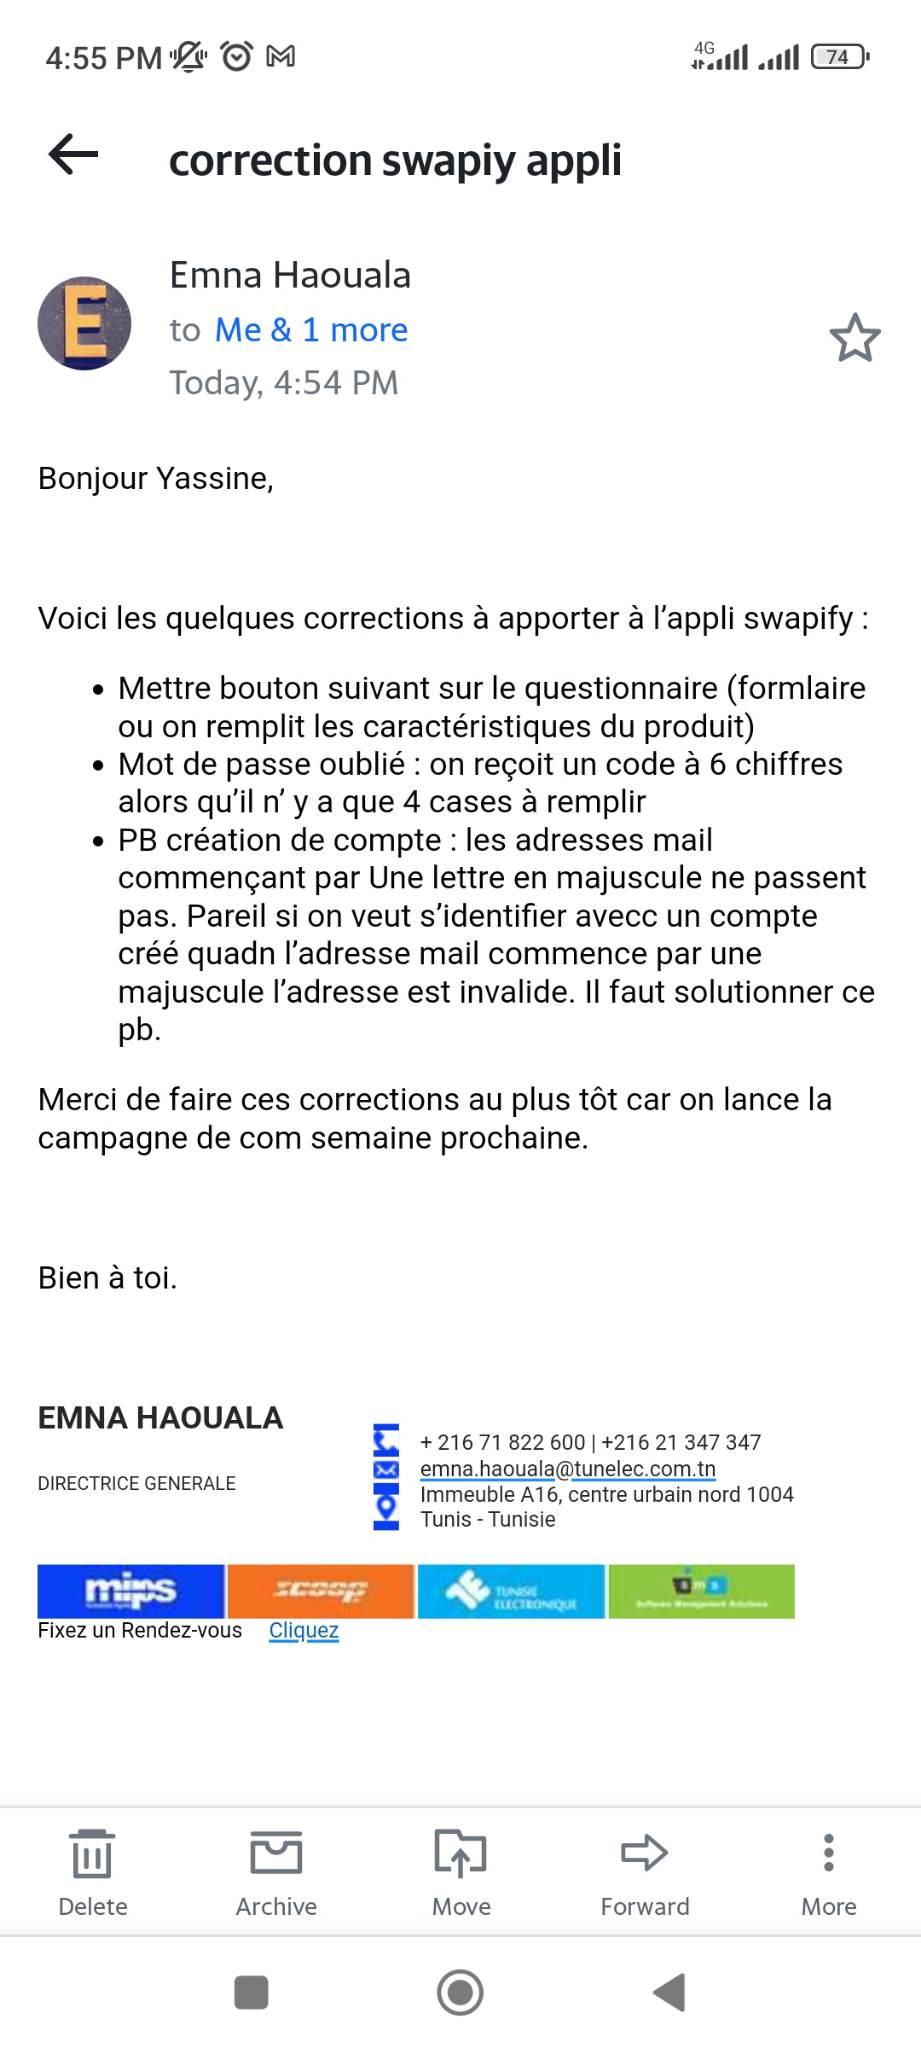 4:55 PM
4G
74
correction swapiy appli
E
Emna Haouala
to Me & 1 more
Today, 4:54 PM
Bonjour Yassine,
Voici les quelques corrections à apporter à l’appli swapify :
• Mettre bouton suivant sur le questionnaire (formlaire
ou on remplit les caractéristiques du produit)
• Mot de passe oublié : on reçoit un code à 6 chiffres
alors qu’il n’ y a que 4 cases à remplir
• PB création de compte : les adresses mail
commençant par Une lettre en majuscule ne passent
pas. Pareil si on veut s’identifier avecc un compte
créé quadn l’adresse mail commence par une
majuscule l’adresse est invalide. Il faut solutionner ce
pb.
Merci de faire ces corrections au plus tôt car on lance la
campagne de com semaine prochaine.
Bien à toi.
EMNA HAOUALA
DIRECTRICE GENERALE
+ 216 71 822 600 | +216 21 347 347
emna.haouala@tunelec.com.tn
Immeuble A16, centre urbain nord 1004
Tunis - Tunisie
mips
scoop
TUNISIE
ELECTRONIQUE
sms
Software Management Solutions
Fixez un Rendez-vous Cliquez
Delete Archive Move Forward More